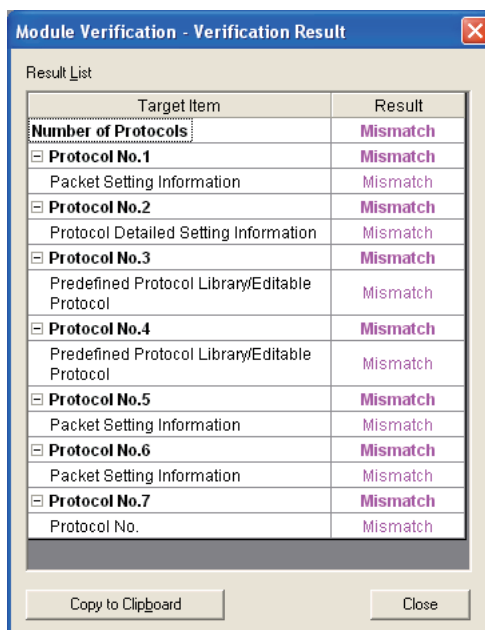 Module Verification - Verification Result
Result List
Target Item Result
Number of Protocols Mismatch
Protocol No.1 Mismatch
Packet Setting Information Mismatch
Protocol No.2 Mismatch
Protocol Detailed Setting Information Mismatch
Protocol No.3 Mismatch
Predefined Protocol Library/Editable
Protocol Mismatch
Protocol No.4 Mismatch
Predefined Protocol Library/Editable
Protocol Mismatch
Protocol No.5 Mismatch
Packet Setting Information Mismatch
Protocol No.6 Mismatch
Packet Setting Information Mismatch
Protocol No.7 Mismatch
Protocol No. Mismatch
Copy to Clipboard Close